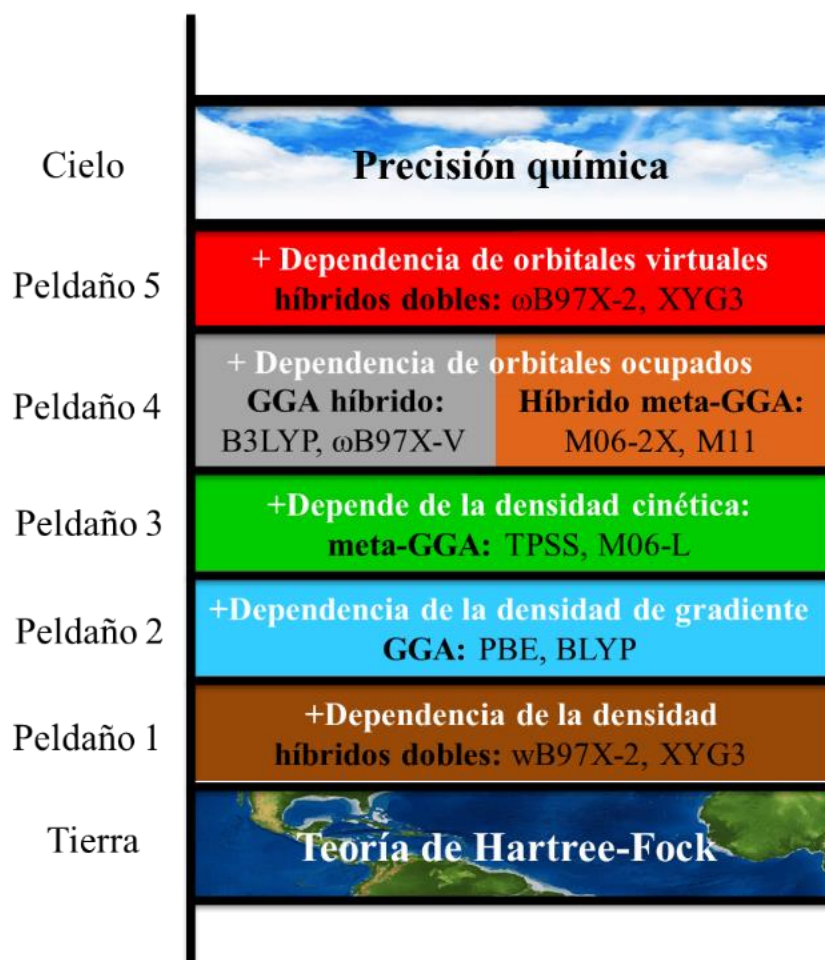 Cielo
Precisión química
Peldaño 5
+ Dependencia de orbitales virtuales
híbridos dobles: ωB97X-2, XYG3
Peldaño 4
+ Dependencia de orbitales ocupados
GGA híbrido:
B3LYP, ωB97X-V
Híbrido meta-GGA:
M06-2X, M11
Peldaño 3
+Depende de la densidad cinética:
meta-GGA: TPSS, M06-L
Peldaño 2
+Dependencia de la densidad de gradiente
GGA: PBE, BLYP
Peldaño 1
+Dependencia de la densidad
híbridos dobles: wB97X-2, XYG3
Tierra
Teoría de Hartree-Fock